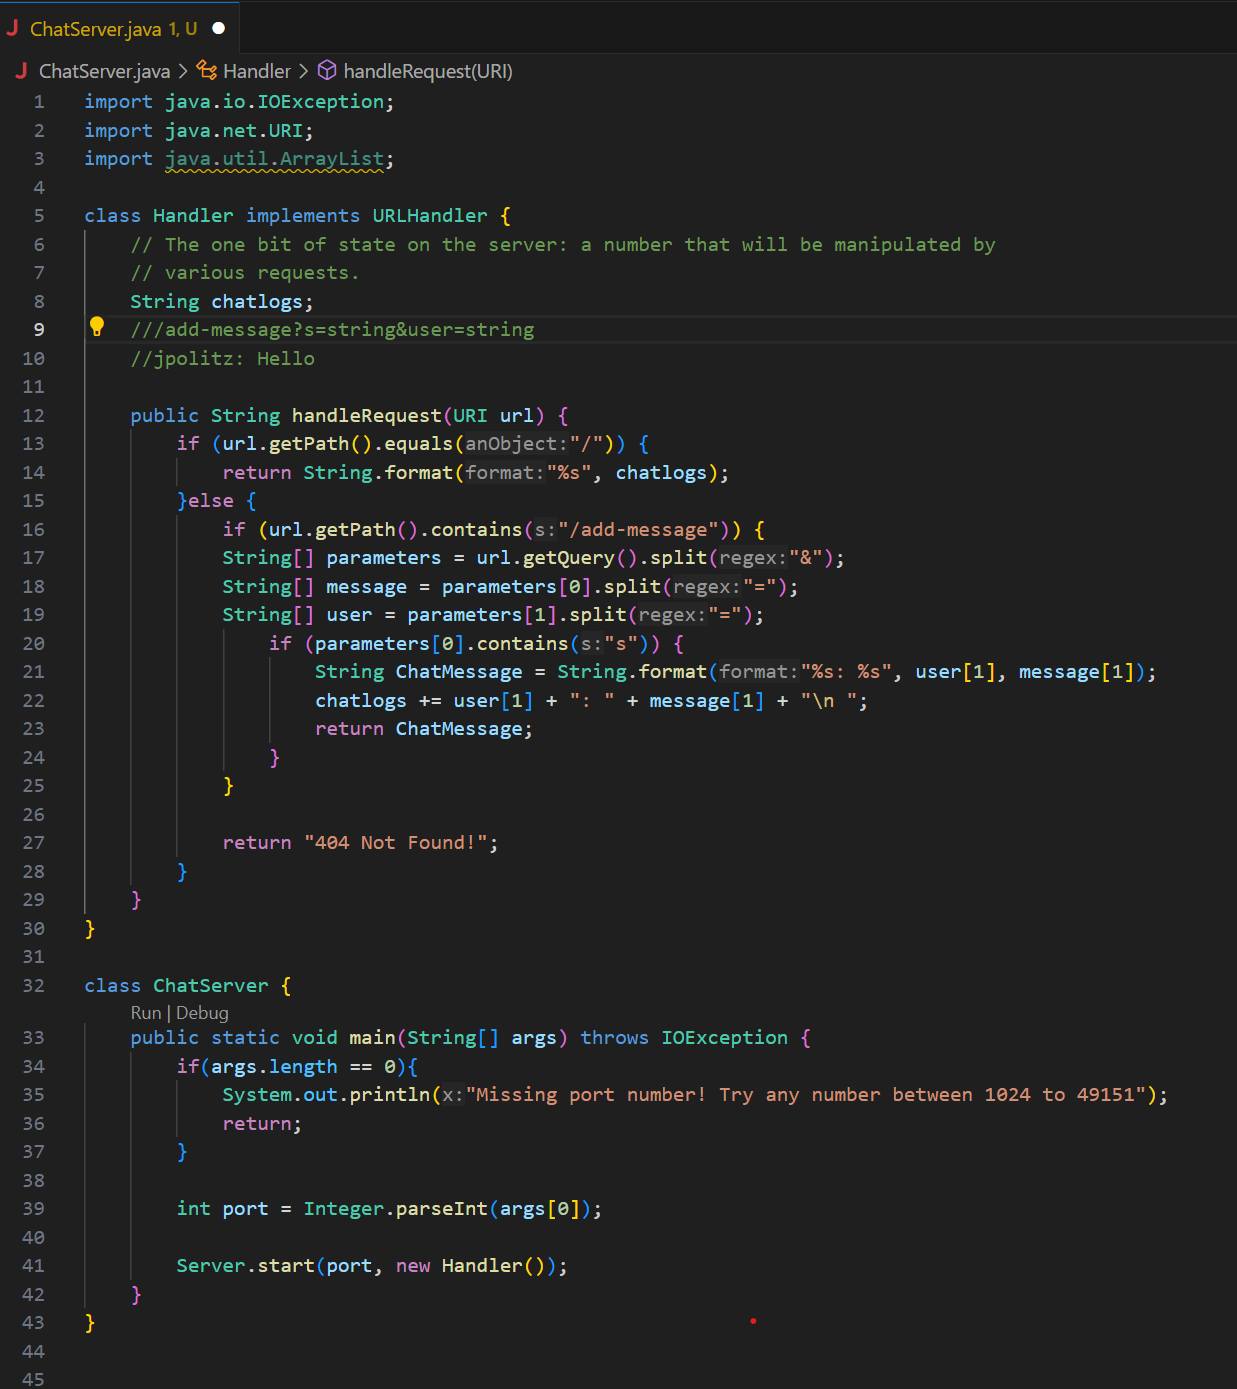 J ChatServer.java 1, U
J ChatServer.java > Handler > handleRequest(URI)
1 import java.io.IOException;
2 import java.net.URI;
3 import java.util.ArrayList;
4
5 class Handler implements URLHandler {
6 // The one bit of state on the server: a number that will be manipulated by
7 // various requests.
8 String chatlogs;
9 ///add-message?s=string&user=string
10 //jpolitz: Hello
11
12 public String handleRequest(URI url) {
13 if (url.getPath().equals(anObject:"/")) {
14 return String.format(format:"%s", chatlogs);
15 }else {
16 if (url.getPath().contains(s:"/add-message")) {
17 String[] parameters = url.getQuery().split(regex:"&");
18 String[] message = parameters[0].split(regex:"=");
19 String[] user = parameters[1].split(regex:"=");
20 if (parameters[0].contains(s:"s")) {
21 String ChatMessage = String.format(format:"%s: %s", user[1], message[1]);
22 chatlogs += user[1] + ": " + message[1] + "\n ";
23 return ChatMessage;
24 }
25 }
26
27 return "404 Not Found!";
28 }
29 }
30 }
31
32 class ChatServer {
Run | Debug
33 public static void main(String[] args) throws IOException {
34 if(args.length == 0){
35 System.out.println(x:"Missing port number! Try any number between 1024 to 49151");
36 return;
37 }
38
39 int port = Integer.parseInt(args[0]);
40
41 Server.start(port, new Handler());
42 }
43 }
44
45